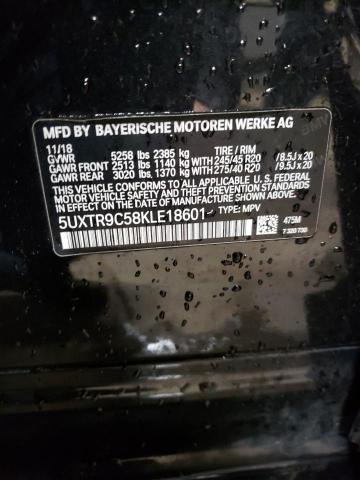 MFD BY BAYERISCHE MOTOREN WERKE AG
11/18 TIRE / RIM
GVWR 5258 lbs 2385 kg
GAWR FRONT 2513 lbs 1140 kg WITH 245/45 R20 /8.5J x 20
GAWR REAR 3020 lbs 1370 kg WITH 275/40 R20 /9.5J x 20
THIS VEHICLE CONFORMS TO ALL APPLICABLE U. S. FEDERAL
MOTOR VEHICLE SAFETY STANDARDS
IN EFFECT ON THE DATE OF MANUFACTURE SHOWN ABOVE.
5UXTR9C58KLE18601 TYPE: MPV
475M
7 320 730